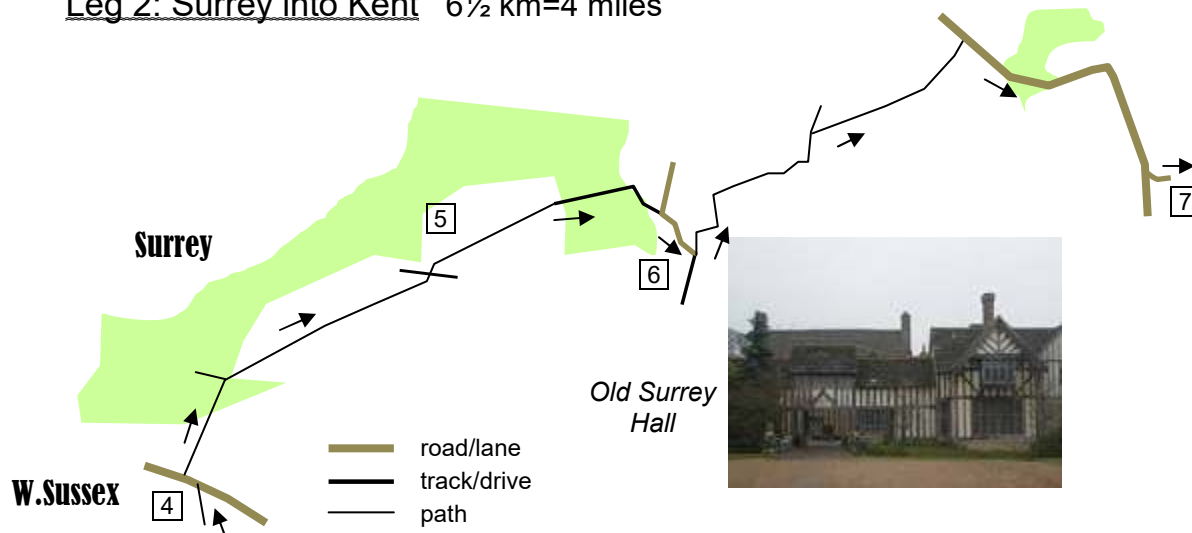 Leg 2: Surrey into Kent 6½ km=4 miles
7
5
Surrey
6
Old Surrey
Hall
road/lane
W.Sussex
4
track/drive
path